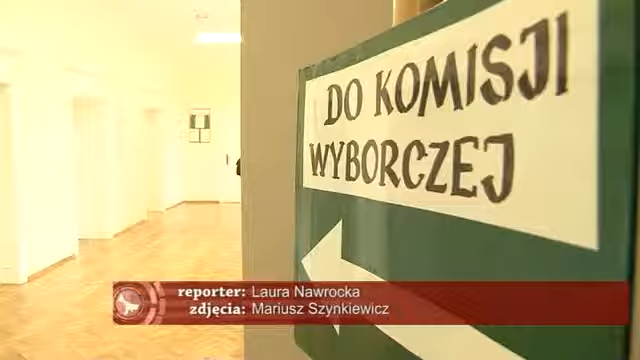 DO KOMISJI
WYBORCZEJ
reporter: Laura Nawrocka
zdjęcia: Mariusz Szynkiewicz